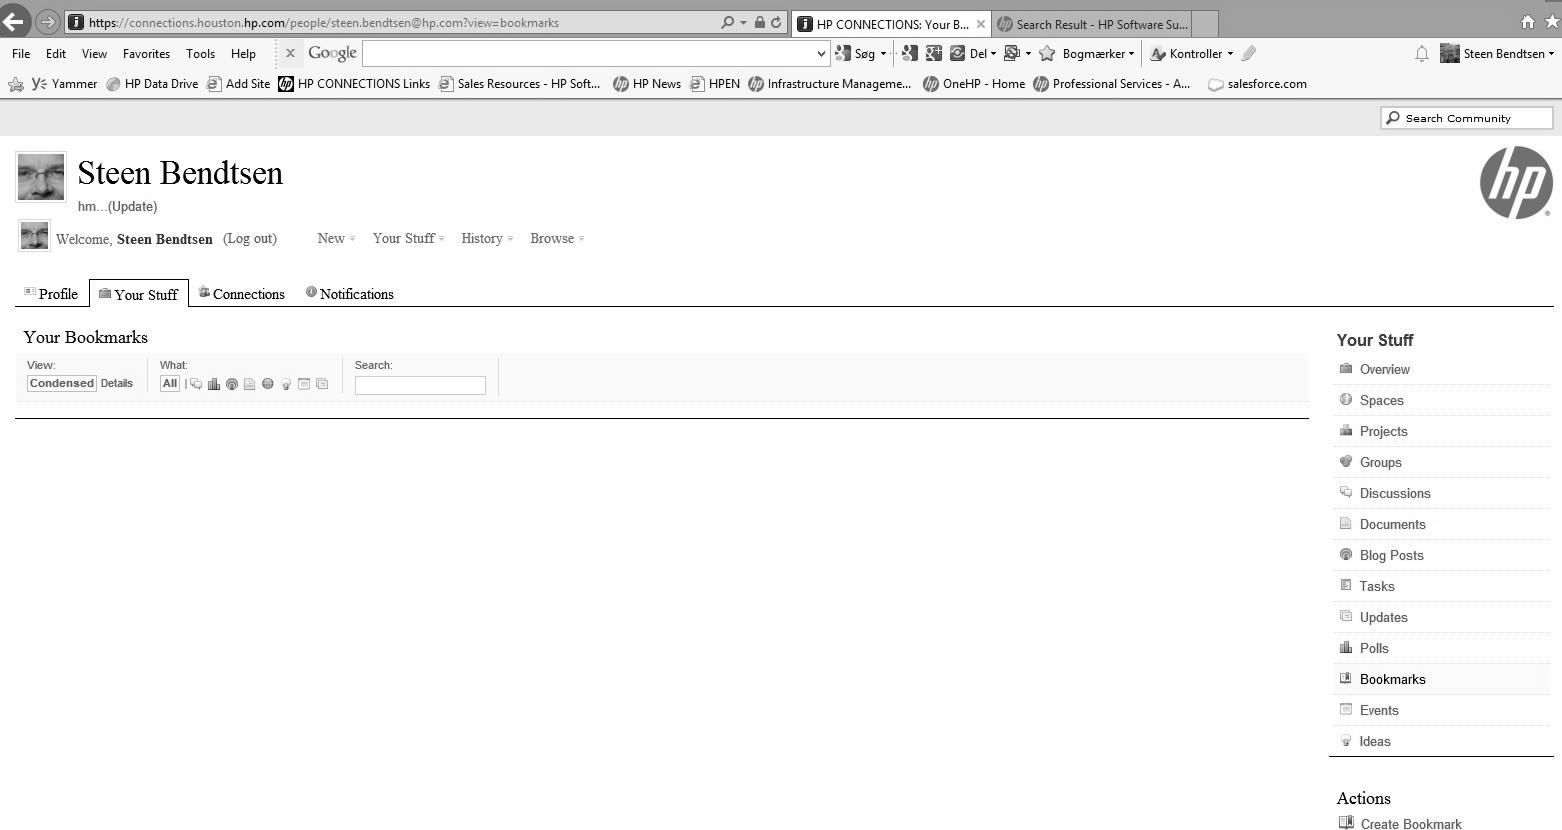 https://connections.houston.hp.com/people/steen.bendtsen@hp.com?view=bookmarks
HP CONNECTIONS: Your B...
Search Result - HP Software Su...
File Edit View Favorites Tools Help
X Google Søg Del Bogmærker Kontroller Steen Bendtsen
Yammer HP Data Drive Add Site HP CONNECTIONS Links Sales Resources - HP Soft... HP News HPEN Infrastructure Manageme... OneHP - Home Professional Services - A... salesforce.com
Search Community
Steen Bendtsen
hp
hm...(Update)
Welcome, Steen Bendtsen (Log out) New Your Stuff History Browse
Profile Your Stuff Connections Notifications
Your Bookmarks
View: What: Search:
Condensed Details All |
Your Stuff
Overview
Spaces
Projects
Groups
Discussions
Documents
Blog Posts
Tasks
Updates
Polls
Bookmarks
Events
Ideas
Actions
Create Bookmark